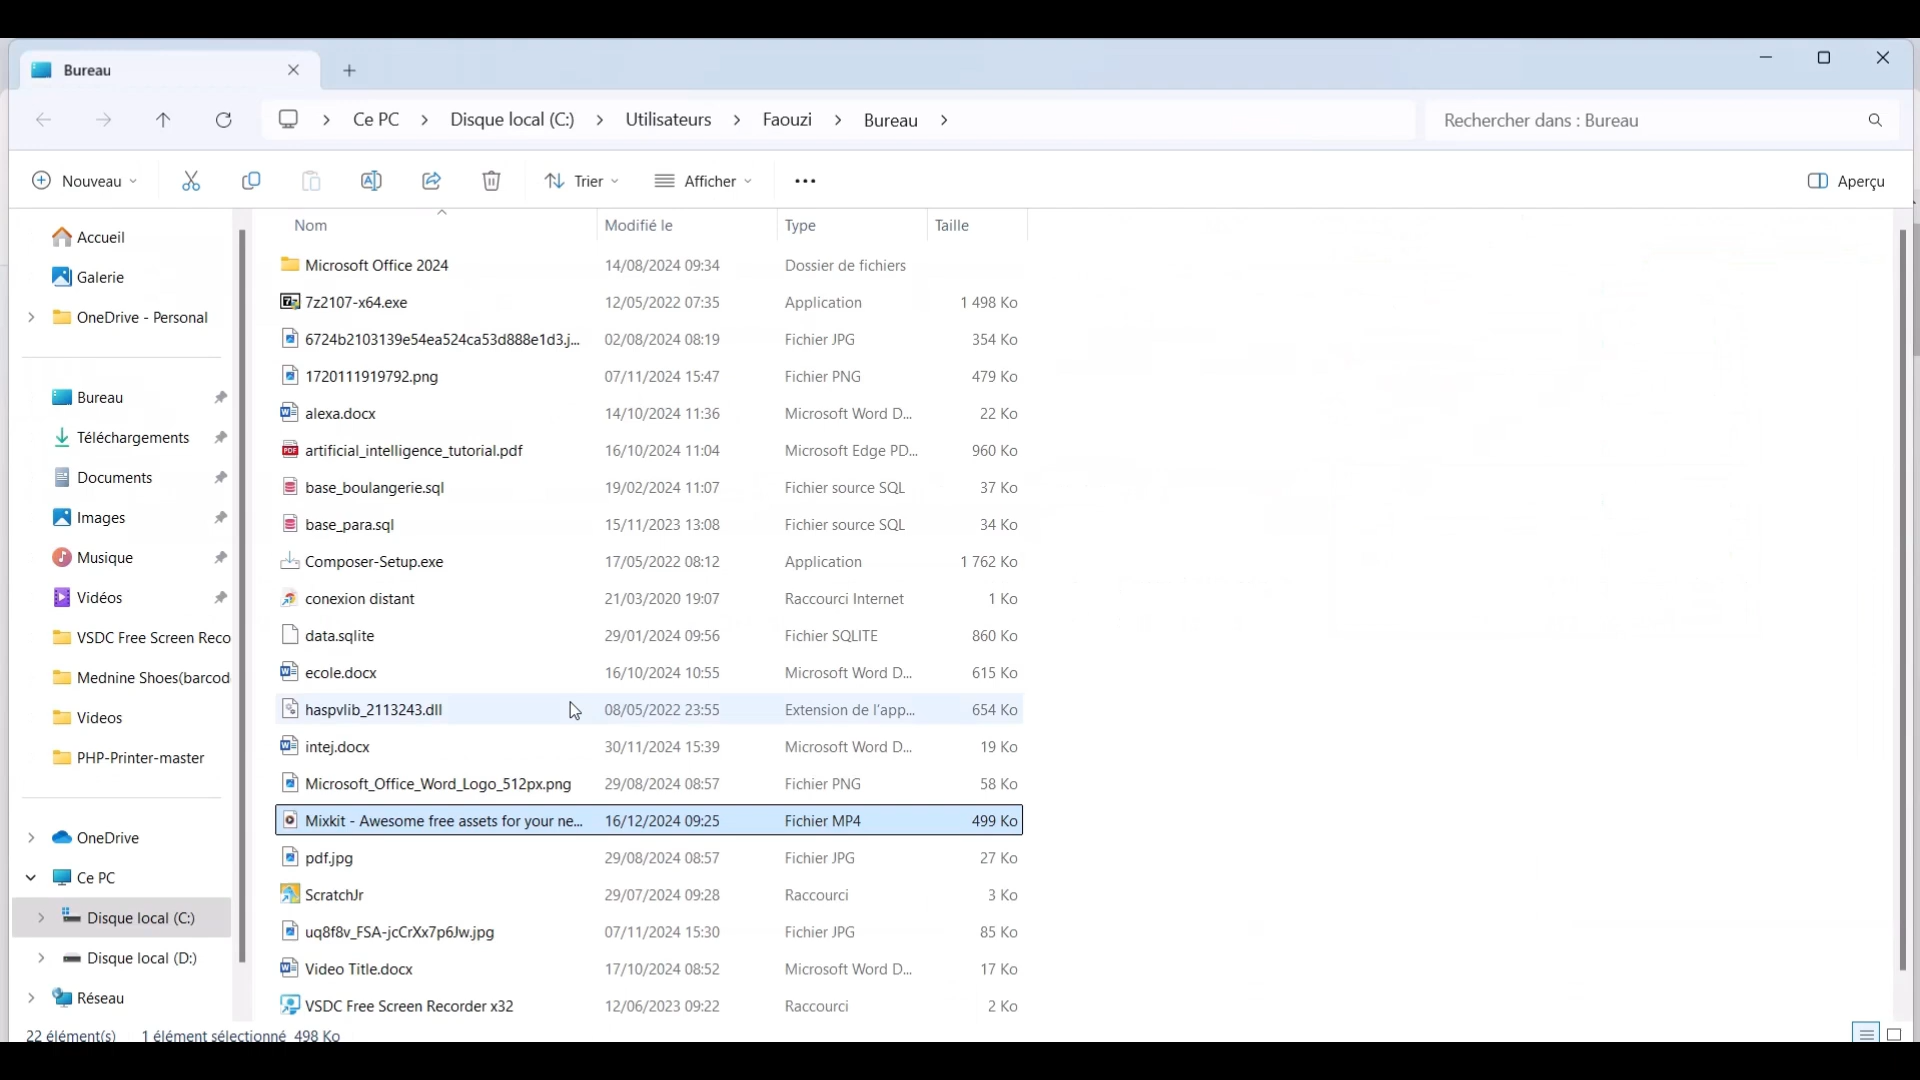 Bureau
Ce PC
Disque local (C:)
Utilisateurs
Faouzi
Bureau
Rechercher dans : Bureau
Nouveau
Trier
Afficher
Aperçu
Accueil
Galerie
OneDrive - Personal
Bureau
Téléchargements
Documents
Images
Musique
Vidéos
VSDC Free Screen Reco
Mednine Shoes(barcod
Videos
PHP-Printer-master
OneDrive
Ce PC
Disque local (C:)
Disque local (D:)
Réseau
Nom Modifié le Type Taille
Microsoft Office 2024 14/08/2024 09:34 Dossier de fichiers
7z2107-x64.exe 12/05/2022 07:35 Application 1 498 Ko
6724b2103139e54ea524ca53d888e1d3.j... 02/08/2024 08:19 Fichier JPG 354 Ko
1720111919792.png 07/11/2024 15:47 Fichier PNG 479 Ko
alexa.docx 14/10/2024 11:36 Microsoft Word D... 22 Ko
artificial_intelligence_tutorial.pdf 16/10/2024 11:04 Microsoft Edge PD... 960 Ko
base_boulangerie.sql 19/02/2024 11:07 Fichier source SQL 37 Ko
base_para.sql 15/11/2023 13:08 Fichier source SQL 34 Ko
Composer-Setup.exe 17/05/2022 08:12 Application 1 762 Ko
conexion distant 21/03/2020 19:07 Raccourci Internet 1 Ko
data.sqlite 29/01/2024 09:56 Fichier SQLITE 860 Ko
ecole.docx 16/10/2024 10:55 Microsoft Word D... 615 Ko
haspvlib_2113243.dll 08/05/2022 23:55 Extension de l'app... 654 Ko
intej.docx 30/11/2024 15:39 Microsoft Word D... 19 Ko
Microsoft_Office_Word_Logo_512px.png 29/08/2024 08:57 Fichier PNG 58 Ko
Mixkit - Awesome free assets for your ne... 16/12/2024 09:25 Fichier MP4 499 Ko
pdf.jpg 29/08/2024 08:57 Fichier JPG 27 Ko
ScratchJr 29/07/2024 09:28 Raccourci 3 Ko
uq8f8v_FSA-jcCrXx7p6Jw.jpg 07/11/2024 15:30 Fichier JPG 85 Ko
Video Title.docx 17/10/2024 08:52 Microsoft Word D... 17 Ko
VSDC Free Screen Recorder x32 12/06/2023 09:22 Raccourci 2 Ko
22 élément(s) 1 élément sélectionné 498 Ko